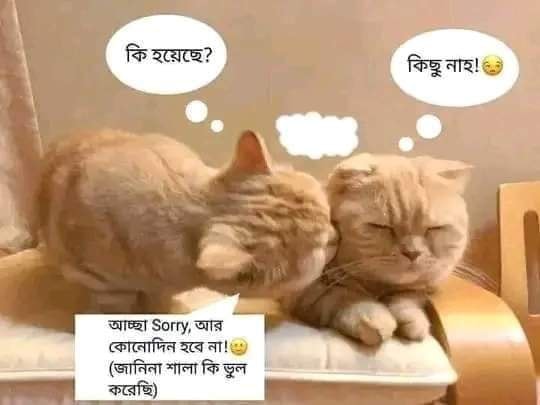 কি হয়েছে?
কিছু নাহ!😒
আচ্ছা Sorry, আর
কোনোদিন হবে না!🙂
(জানিনা শালা কি ভুল
করেছি)